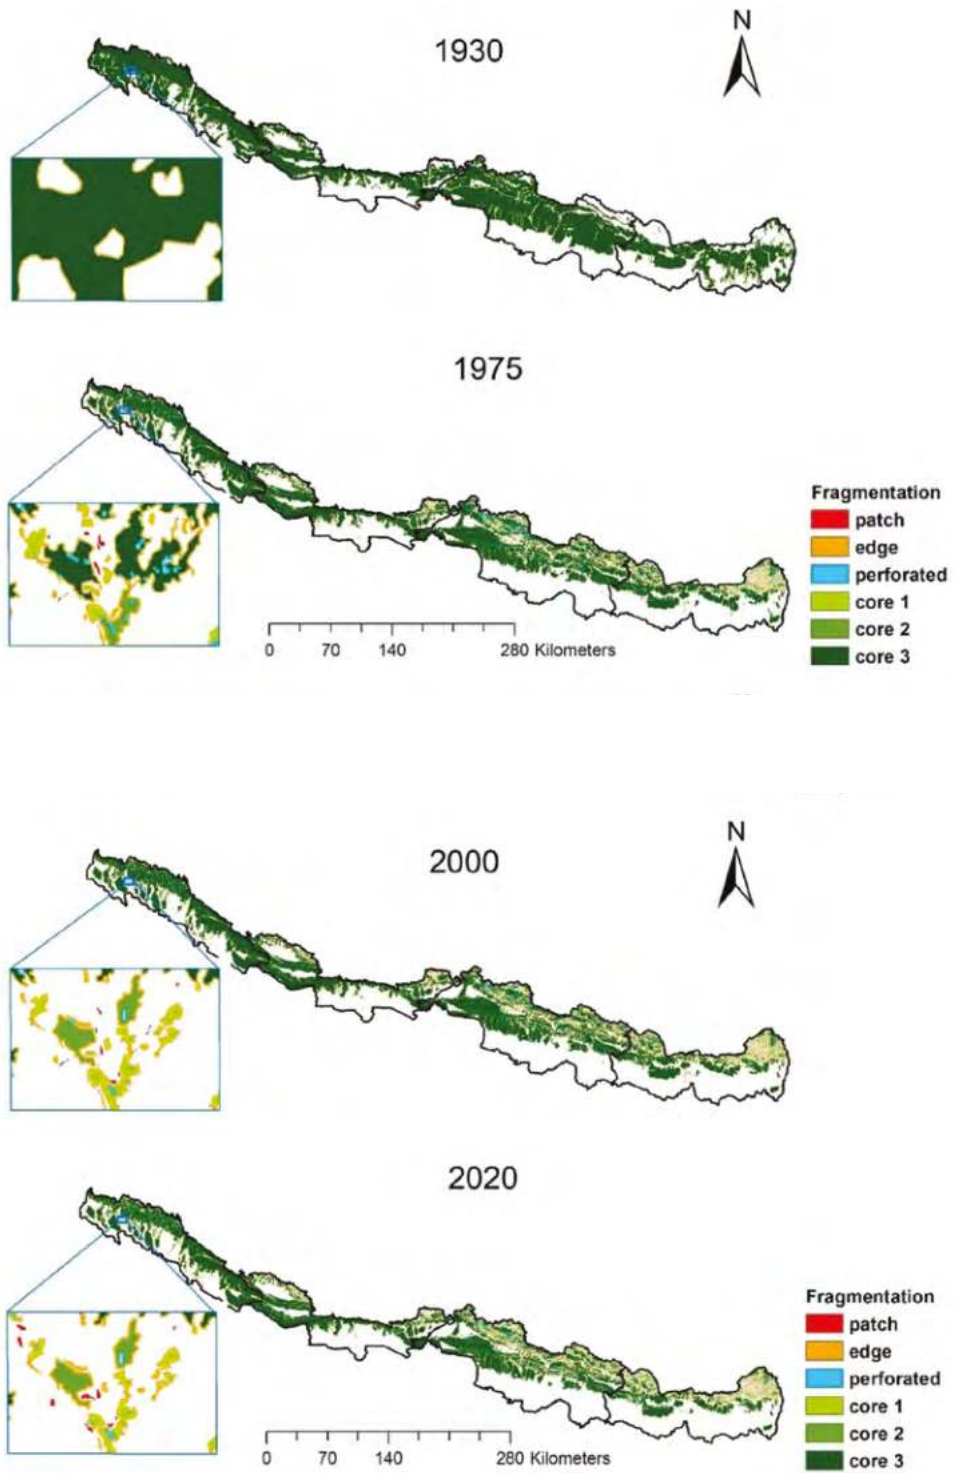 1930
N
1975
Fragmentation
patch
edge
perforated
core 1
core 2
core 3
0 70 140 280 Kilometers
2000
N
2020
Fragmentation
patch
edge
perforated
core 1
core 2
core 3
0 70 140 280 Kilometers